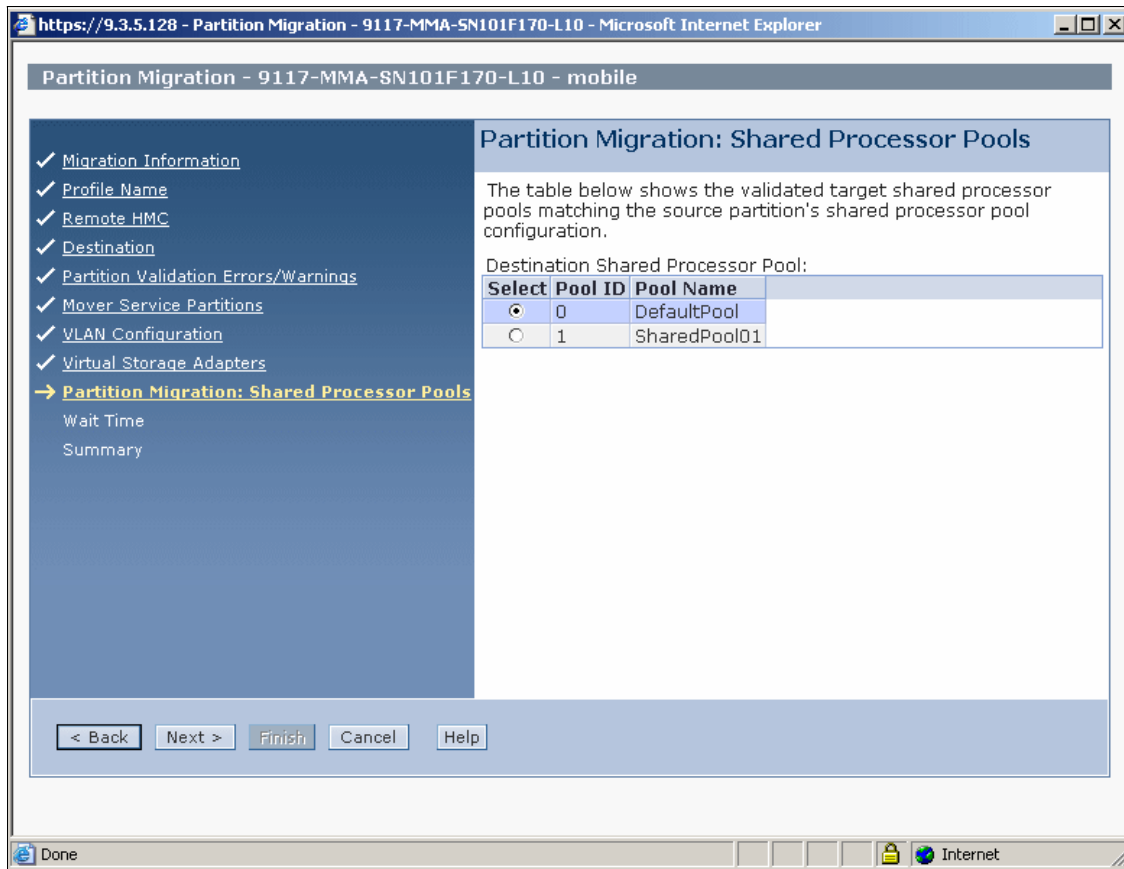 https://9.3.5.128 - Partition Migration - 9117-MMA-SN101F170-L10 - Microsoft Internet Explorer
Partition Migration - 9117-MMA-SN101F170-L10 - mobile
Migration Information
Profile Name
Remote HMC
Destination
Partition Validation Errors/Warnings
Mover Service Partitions
VLAN Configuration
Virtual Storage Adapters
Partition Migration: Shared Processor Pools
Wait Time
Summary
Partition Migration: Shared Processor Pools
The table below shows the validated target shared processor
pools matching the source partition's shared processor pool
configuration.
Destination Shared Processor Pool:
Select Pool ID Pool Name
0 DefaultPool
1 SharedPool01
< Back Next > Finish Cancel Help
Done Internet